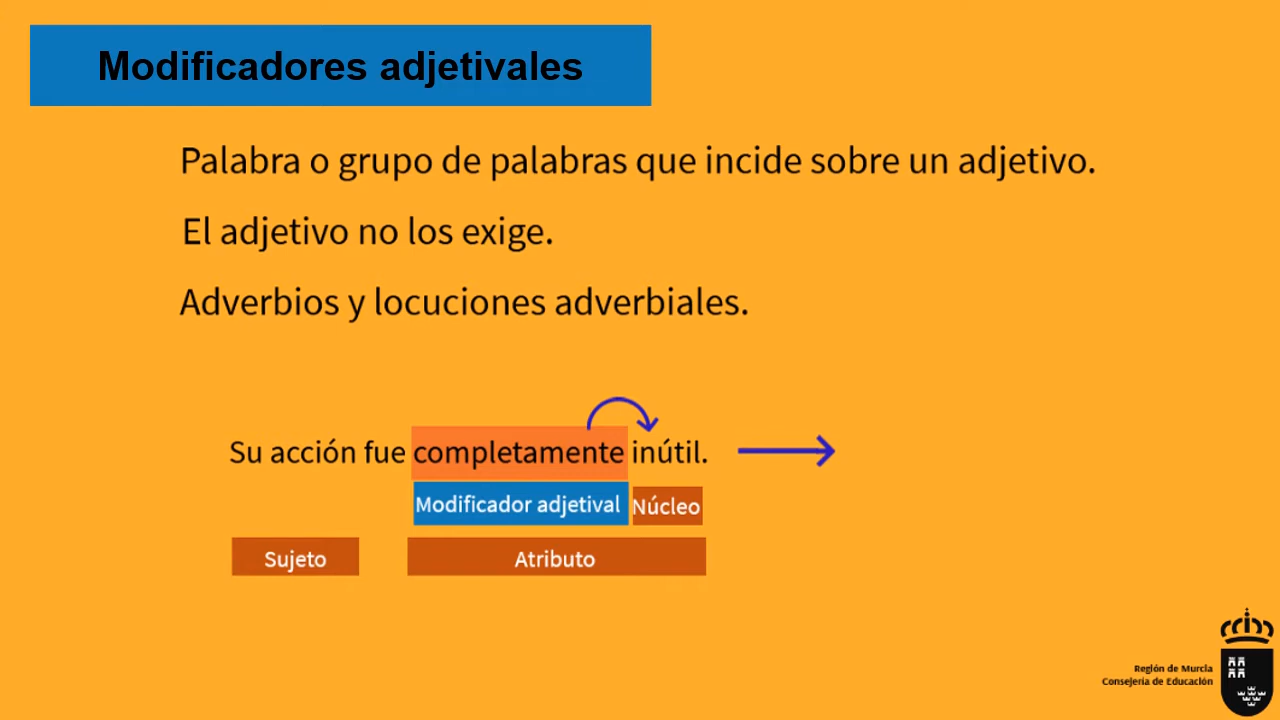 Modificadores adjetivales
Palabra o grupo de palabras que incide sobre un adjetivo.
El adjetivo no los exige.
Adverbios y locuciones adverbiales.
Su acción fue completamente inútil.
Modificador adjetival Núcleo
Sujeto Atributo
Región de Murcia
Consejería de Educación